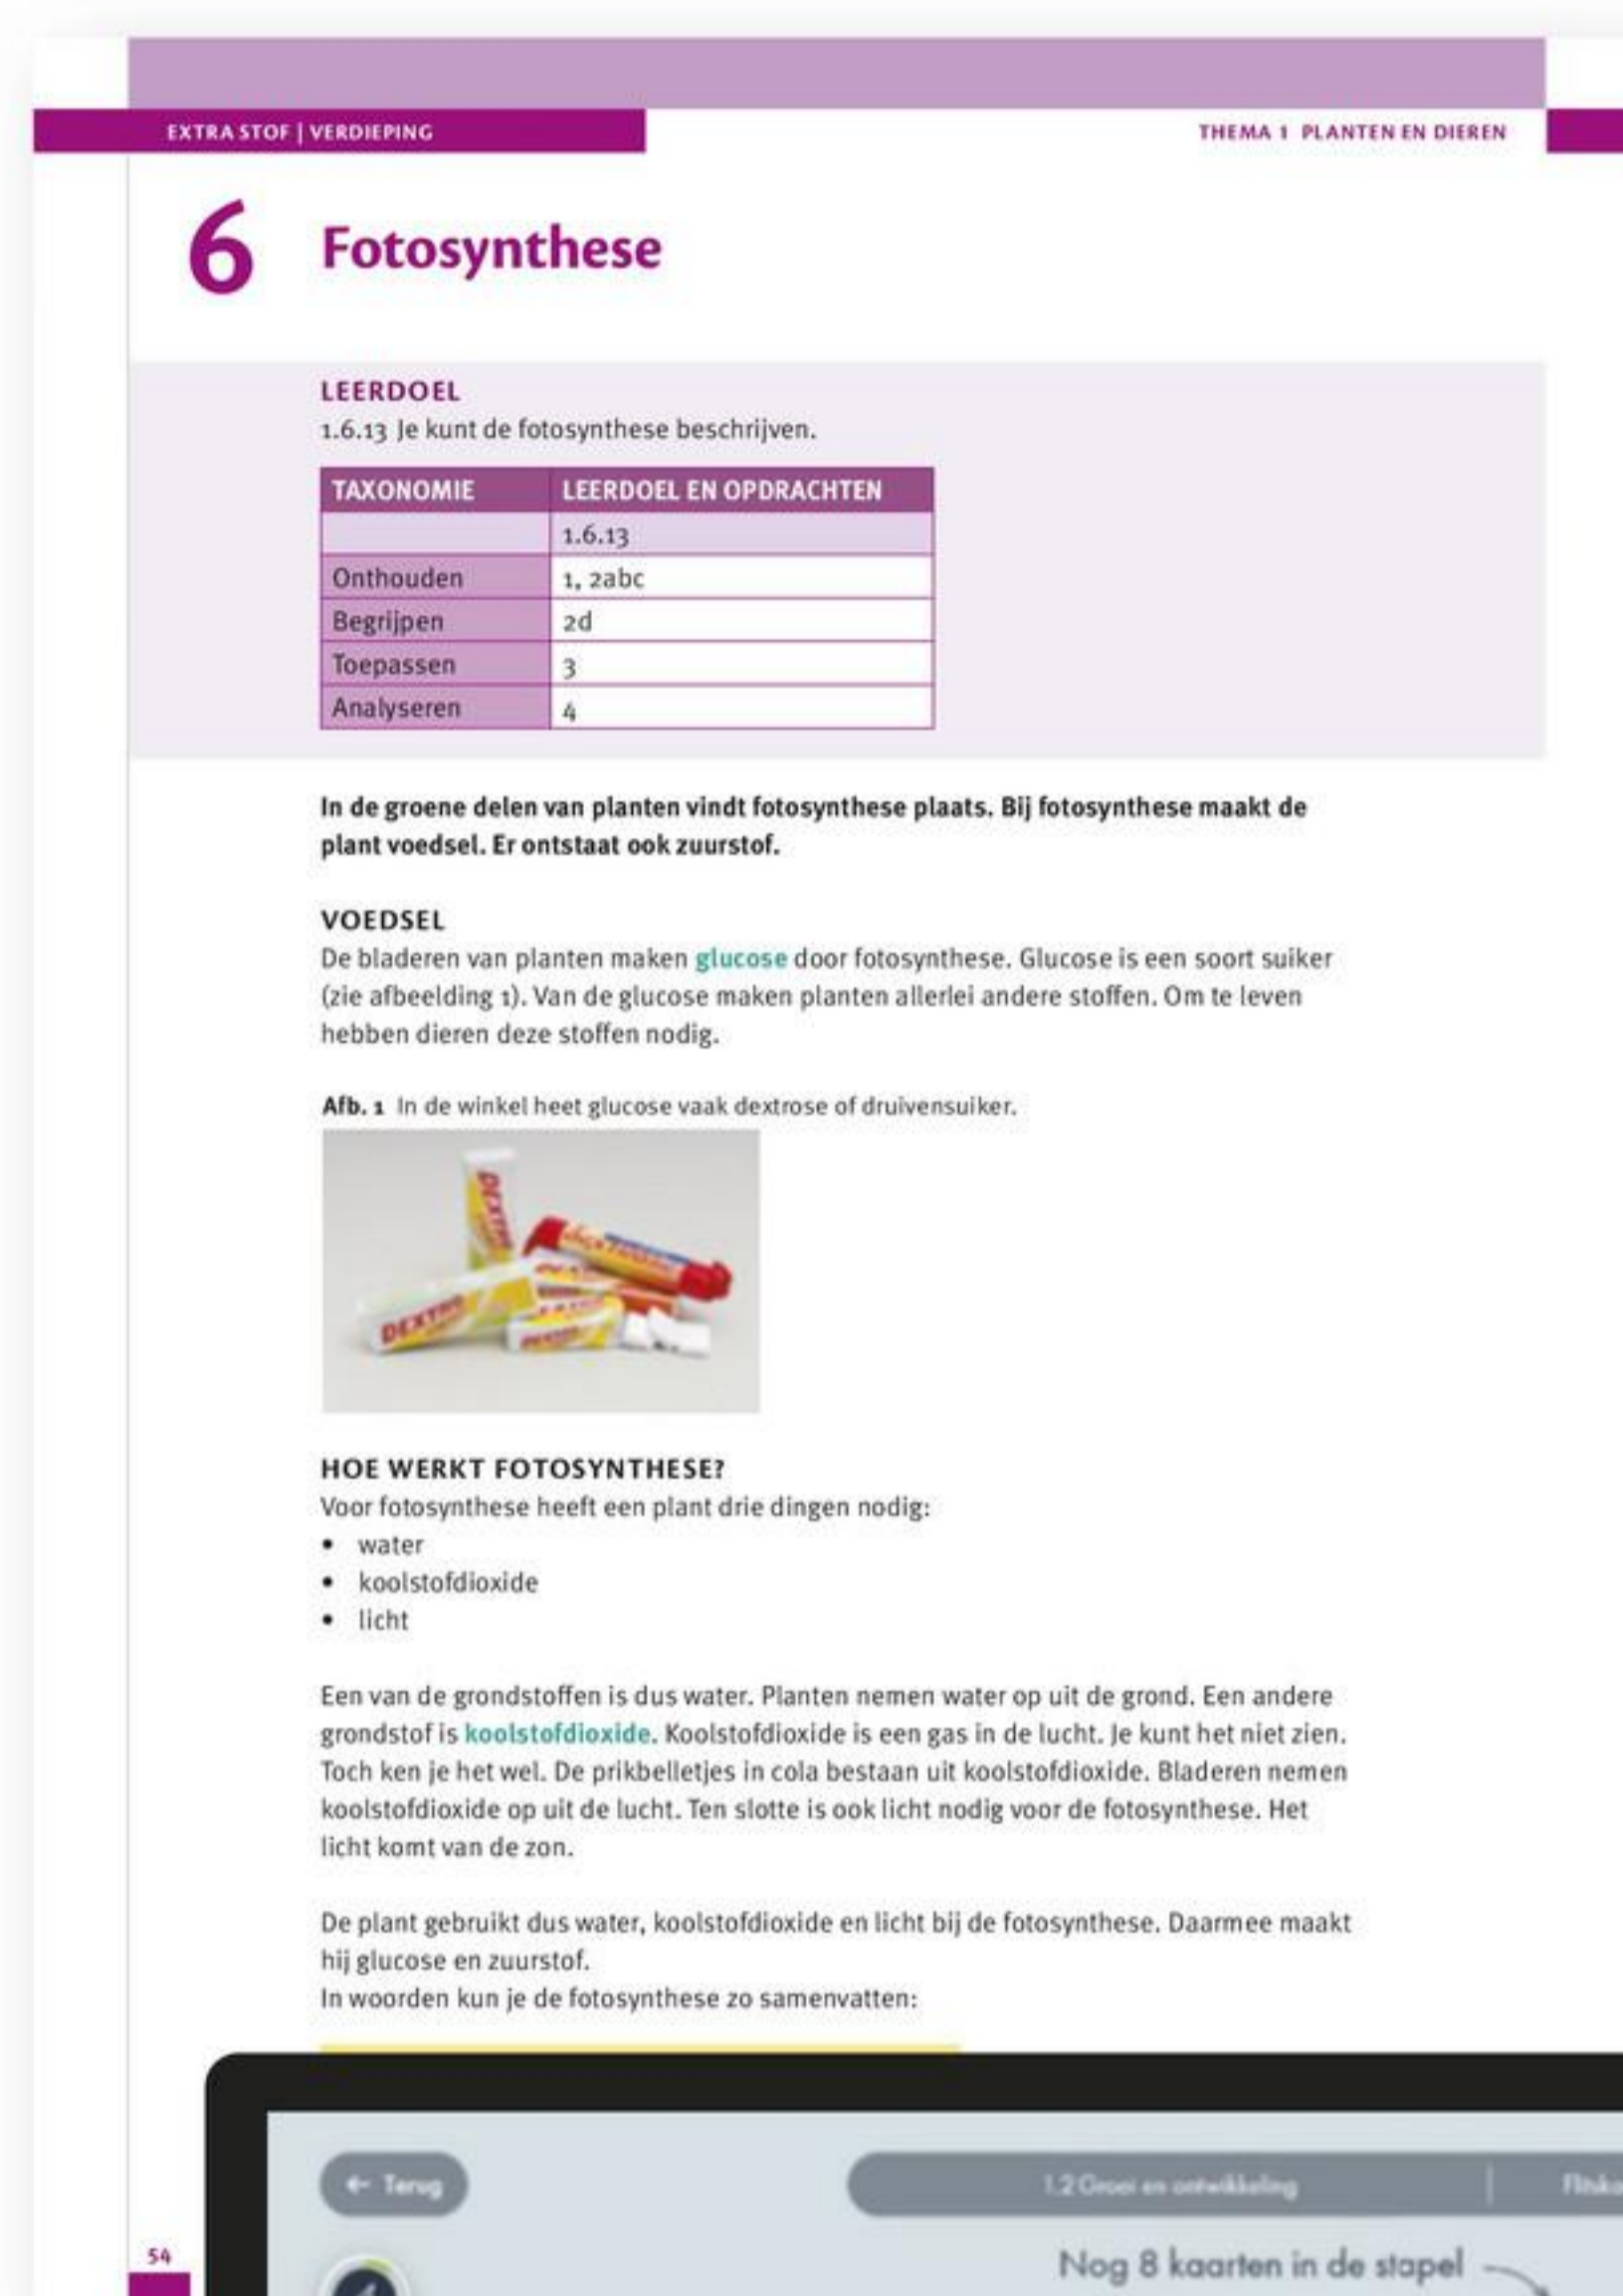 EXTRA STOF | VERDIEPING
THEMA 1 PLANTEN EN DIEREN
6 Fotosynthese
LEERDOEL
1.6.13 Je kunt de fotosynthese beschrijven.
TAXONOMIE LEERDOEL EN OPDRACHTEN
1.6.13
Onthouden 1, 2abc
Begrijpen 2d
Toepassen 3
Analyseren 4
In de groene delen van planten vindt fotosynthese plaats. Bij fotosynthese maakt de
plant voedsel. Er ontstaat ook zuurstof.
VOEDSEL
De bladeren van planten maken glucose door fotosynthese. Glucose is een soort suiker
(zie afbeelding 1). Van de glucose maken planten allerlei andere stoffen. Om te leven
hebben dieren deze stoffen nodig.
Afb. 1 In de winkel heet glucose vaak dextrose of druivensuiker.
DEXTRO
DEXTRO
HOE WERKT FOTOSYNTHESE?
Voor fotosynthese heeft een plant drie dingen nodig:
• water
• koolstofdioxide
• licht
Een van de grondstoffen is dus water. Planten nemen water op uit de grond. Een andere
grondstof is koolstofdioxide. Koolstofdioxide is een gas in de lucht. Je kunt het niet zien.
Toch ken je het wel. De prikbelletjes in cola bestaan uit koolstofdioxide. Bladeren nemen
koolstofdioxide op uit de lucht. Ten slotte is ook licht nodig voor de fotosynthese. Het
licht komt van de zon.
De plant gebruikt dus water, koolstofdioxide en licht bij de fotosynthese. Daarmee maakt
hij glucose en zuurstof.
In woorden kun je de fotosynthese zo samenvatten:
← Terug
1.2 Groei en ontwikkeling
Nog 8 kaarten in de stapel
54